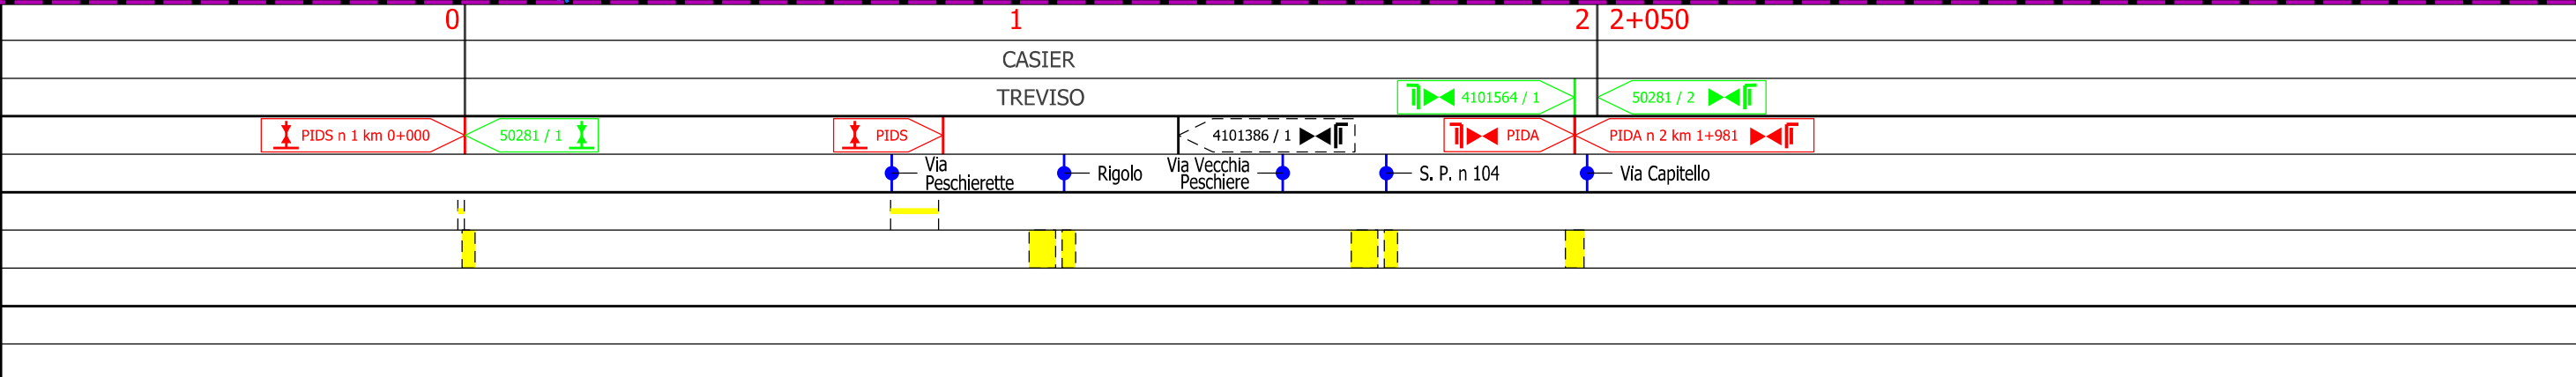 0 1 2 2+050
CASIER
TREVISO
4101564 / 1
50281 / 2
PIDS n 1 km 0+000
50281 / 1
PIDS
4101386 / 1
PIDA
PIDA n 2 km 1+981
Via
Peschierette
Rigolo
Via Vecchia
Peschiere
S. P. n 104
Via Capitello